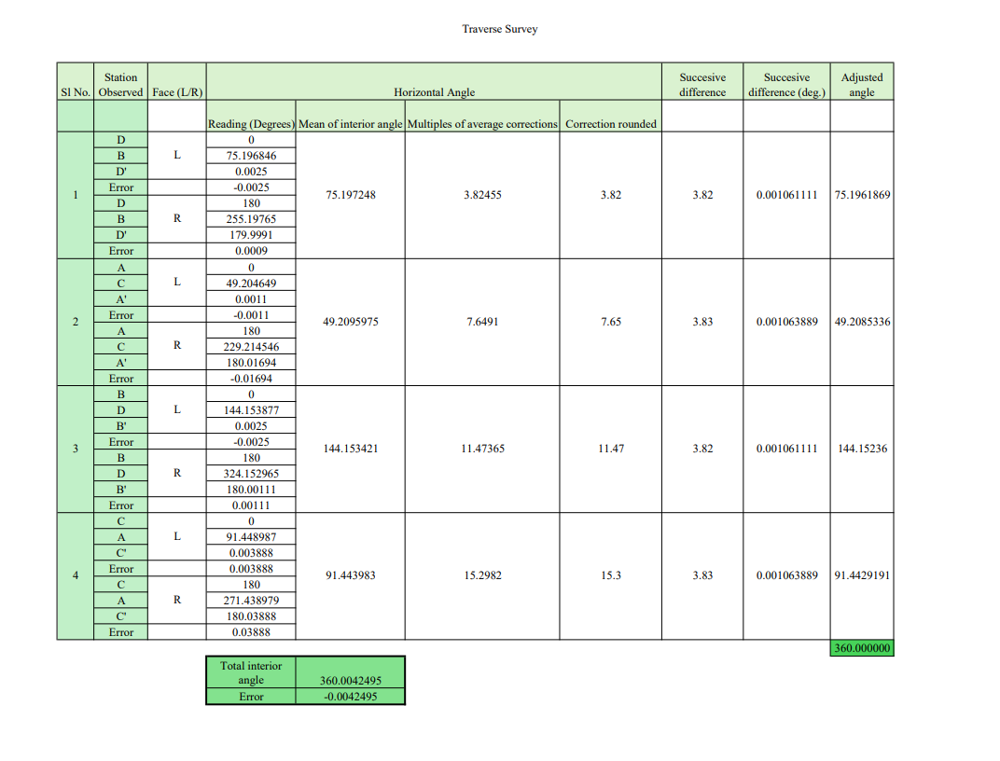 Traverse Survey
Sl No. Station Observed Face (L/R) Horizontal Angle Succesive difference Succesive difference (deg.) Adjusted angle
Reading (Degrees) Mean of interior angle Multiples of average corrections Correction rounded
1 75.197248 3.82455 3.82 3.82 0.001061111 75.1961869
D L 0
B 75.196846
D' 0.0025
Error -0.0025
D R 180
B 255.19765
D' 179.9991
Error 0.0009
2 49.2095975 7.6491 7.65 3.83 0.001063889 49.2085336
A L 0
C 49.204649
A' 0.0011
Error -0.0011
A R 180
C 229.214546
A' 180.01694
Error -0.01694
3 144.153421 11.47365 11.47 3.82 0.001061111 144.15236
B L 0
D 144.153877
B' 0.0025
Error -0.0025
B R 180
D 324.152965
B' 180.00111
Error 0.00111
4 91.443983 15.2982 15.3 3.83 0.001063889 91.4429191
C L 0
A 91.448987
C' 0.003888
Error 0.003888
C R 180
A 271.438979
C' 180.03888
Error 0.03888
360.000000
Total interior angle 360.0042495
Error -0.0042495